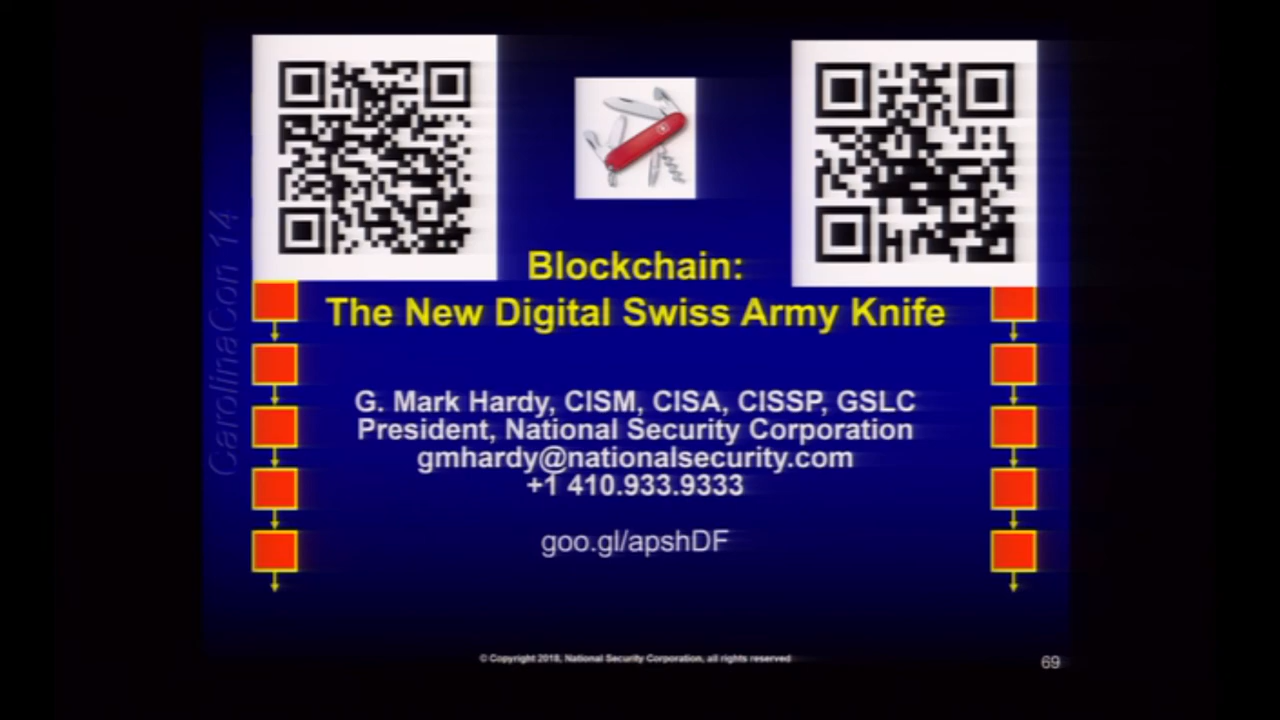 CarolinaCon 14
Blockchain:
The New Digital Swiss Army Knife
G. Mark Hardy, CISM, CISA, CISSP, GSLC
President, National Security Corporation
gmhardy@nationalsecurity.com
+1 410.933.9333
goo.gl/apshDF
© Copyright 2018, National Security Corporation, all rights reserved
69